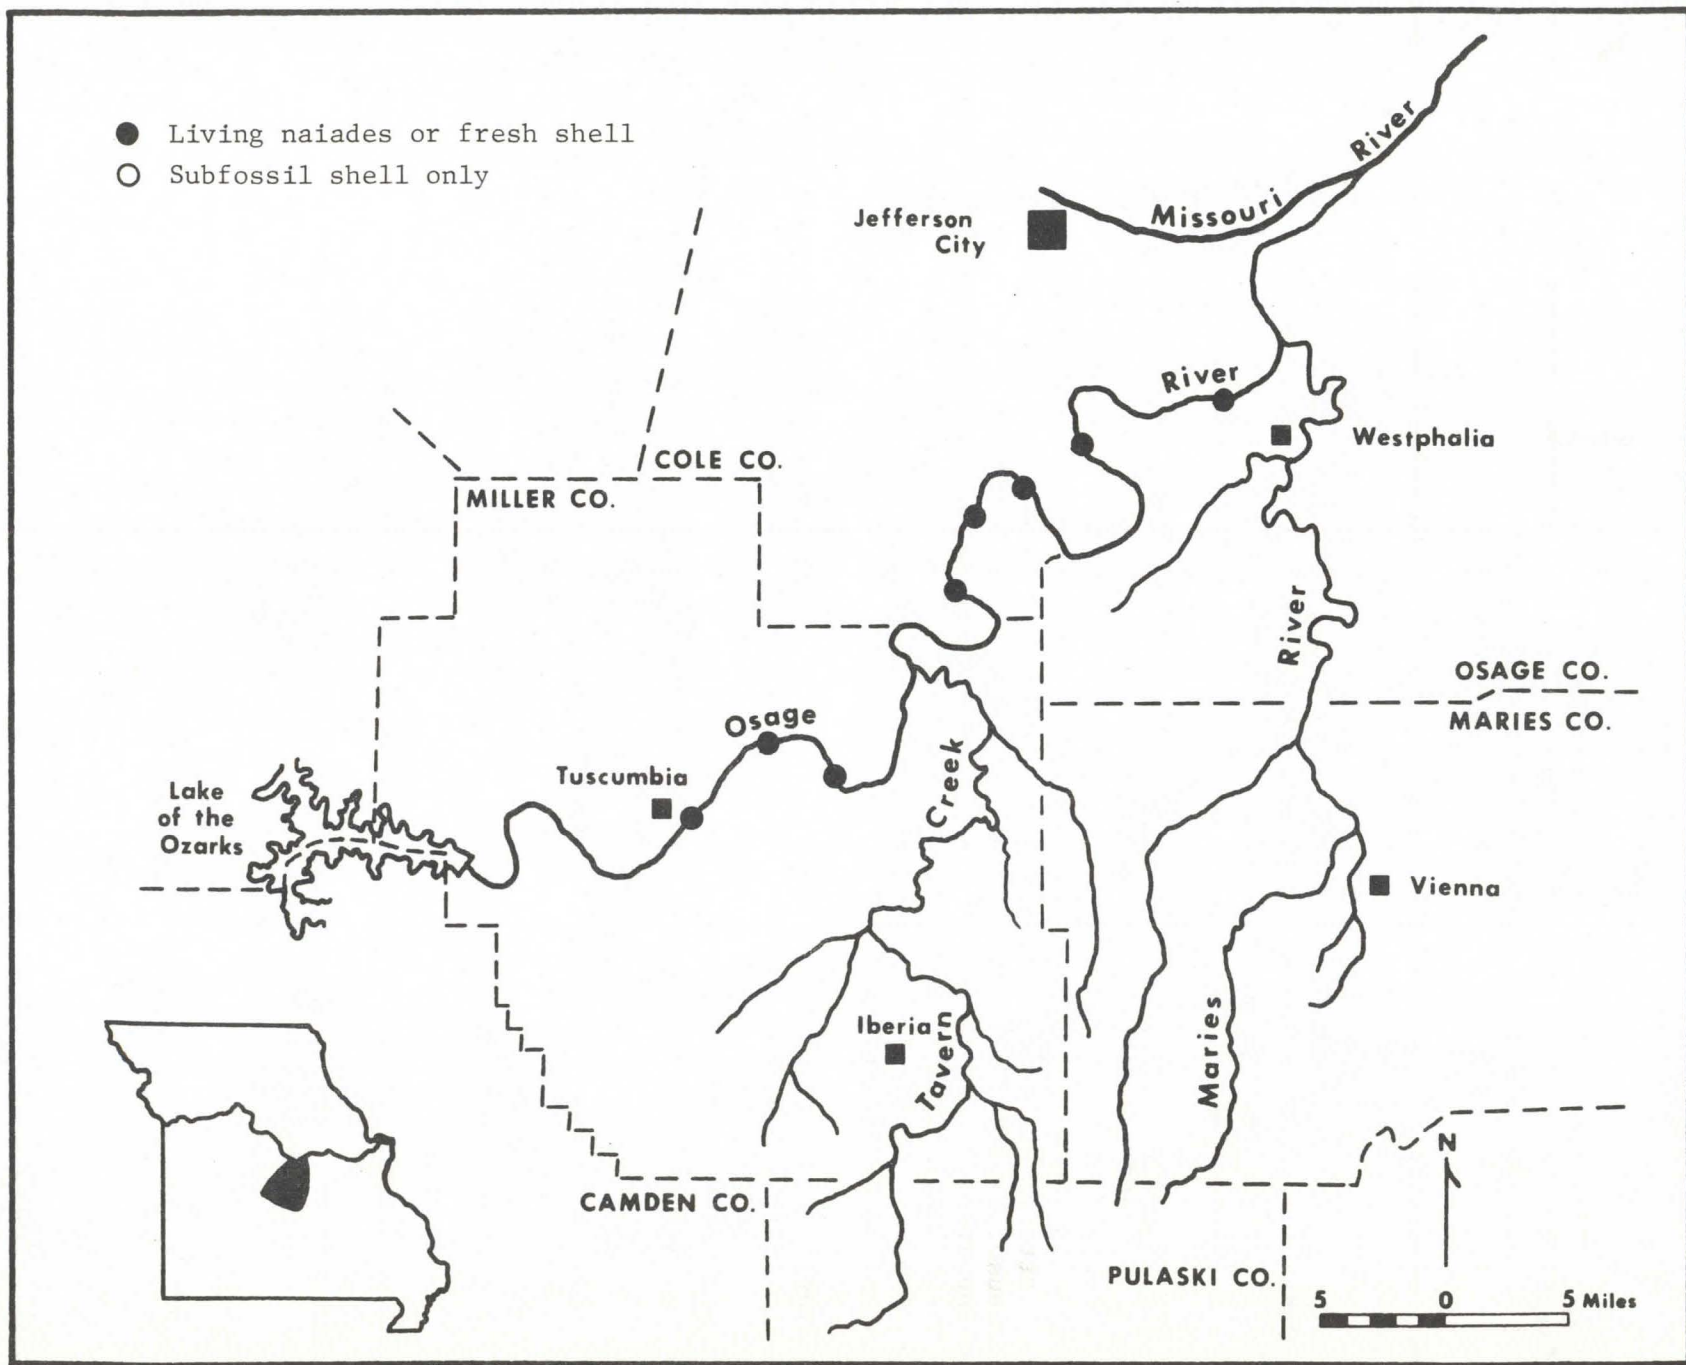 Living naiades or fresh shell
Subfossil shell only
River
Missouri
Jefferson
City
River
Westphalia
COLE CO.
MILLER CO.
River
OSAGE CO.
MARIES CO.
Osage
Tuscumbia
Creek
Lake
of the
Ozarks
Vienna
Iberia
Tavern
Maries
N
CAMDEN CO.
PULASKI CO.
5 0 5 Miles